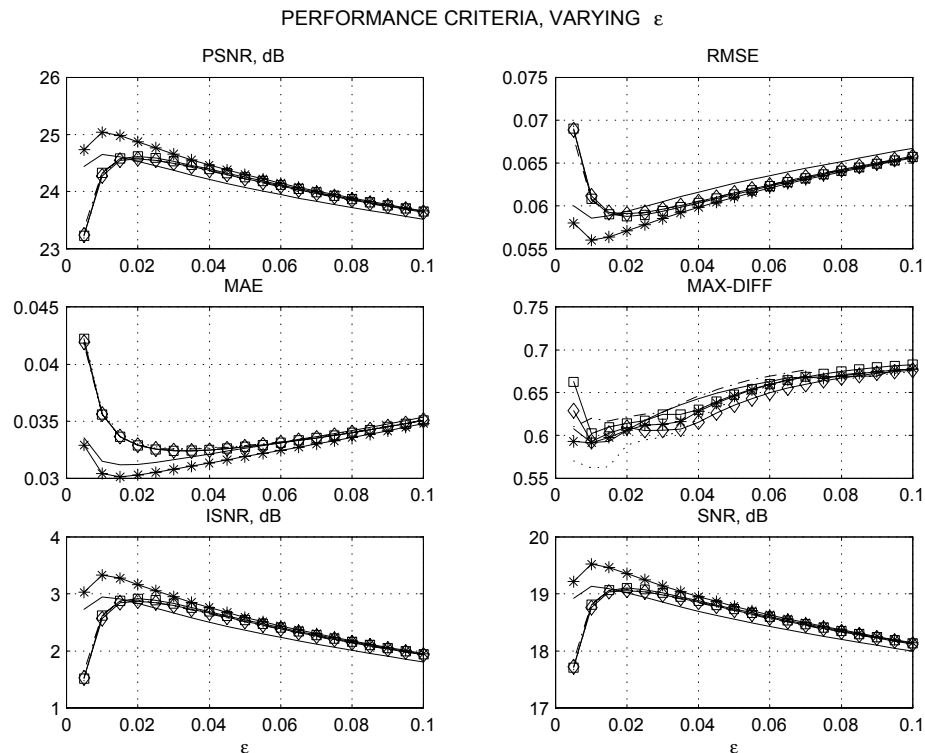 PERFORMANCE CRITERIA, VARYING ε
PSNR, dB
26
25
24
23
0 0.02 0.04 0.06 0.08 0.1
RMSE
0.075
0.07
0.065
0.06
0.055
0 0.02 0.04 0.06 0.08 0.1
MAE
0.045
0.04
0.035
0.03
0 0.02 0.04 0.06 0.08 0.1
MAX-DIFF
0.75
0.7
0.65
0.6
0.55
0 0.02 0.04 0.06 0.08 0.1
ISNR, dB
4
3
2
1
0 0.02 0.04 0.06 0.08 0.1
ε
SNR, dB
20
19
18
17
0 0.02 0.04 0.06 0.08 0.1
ε